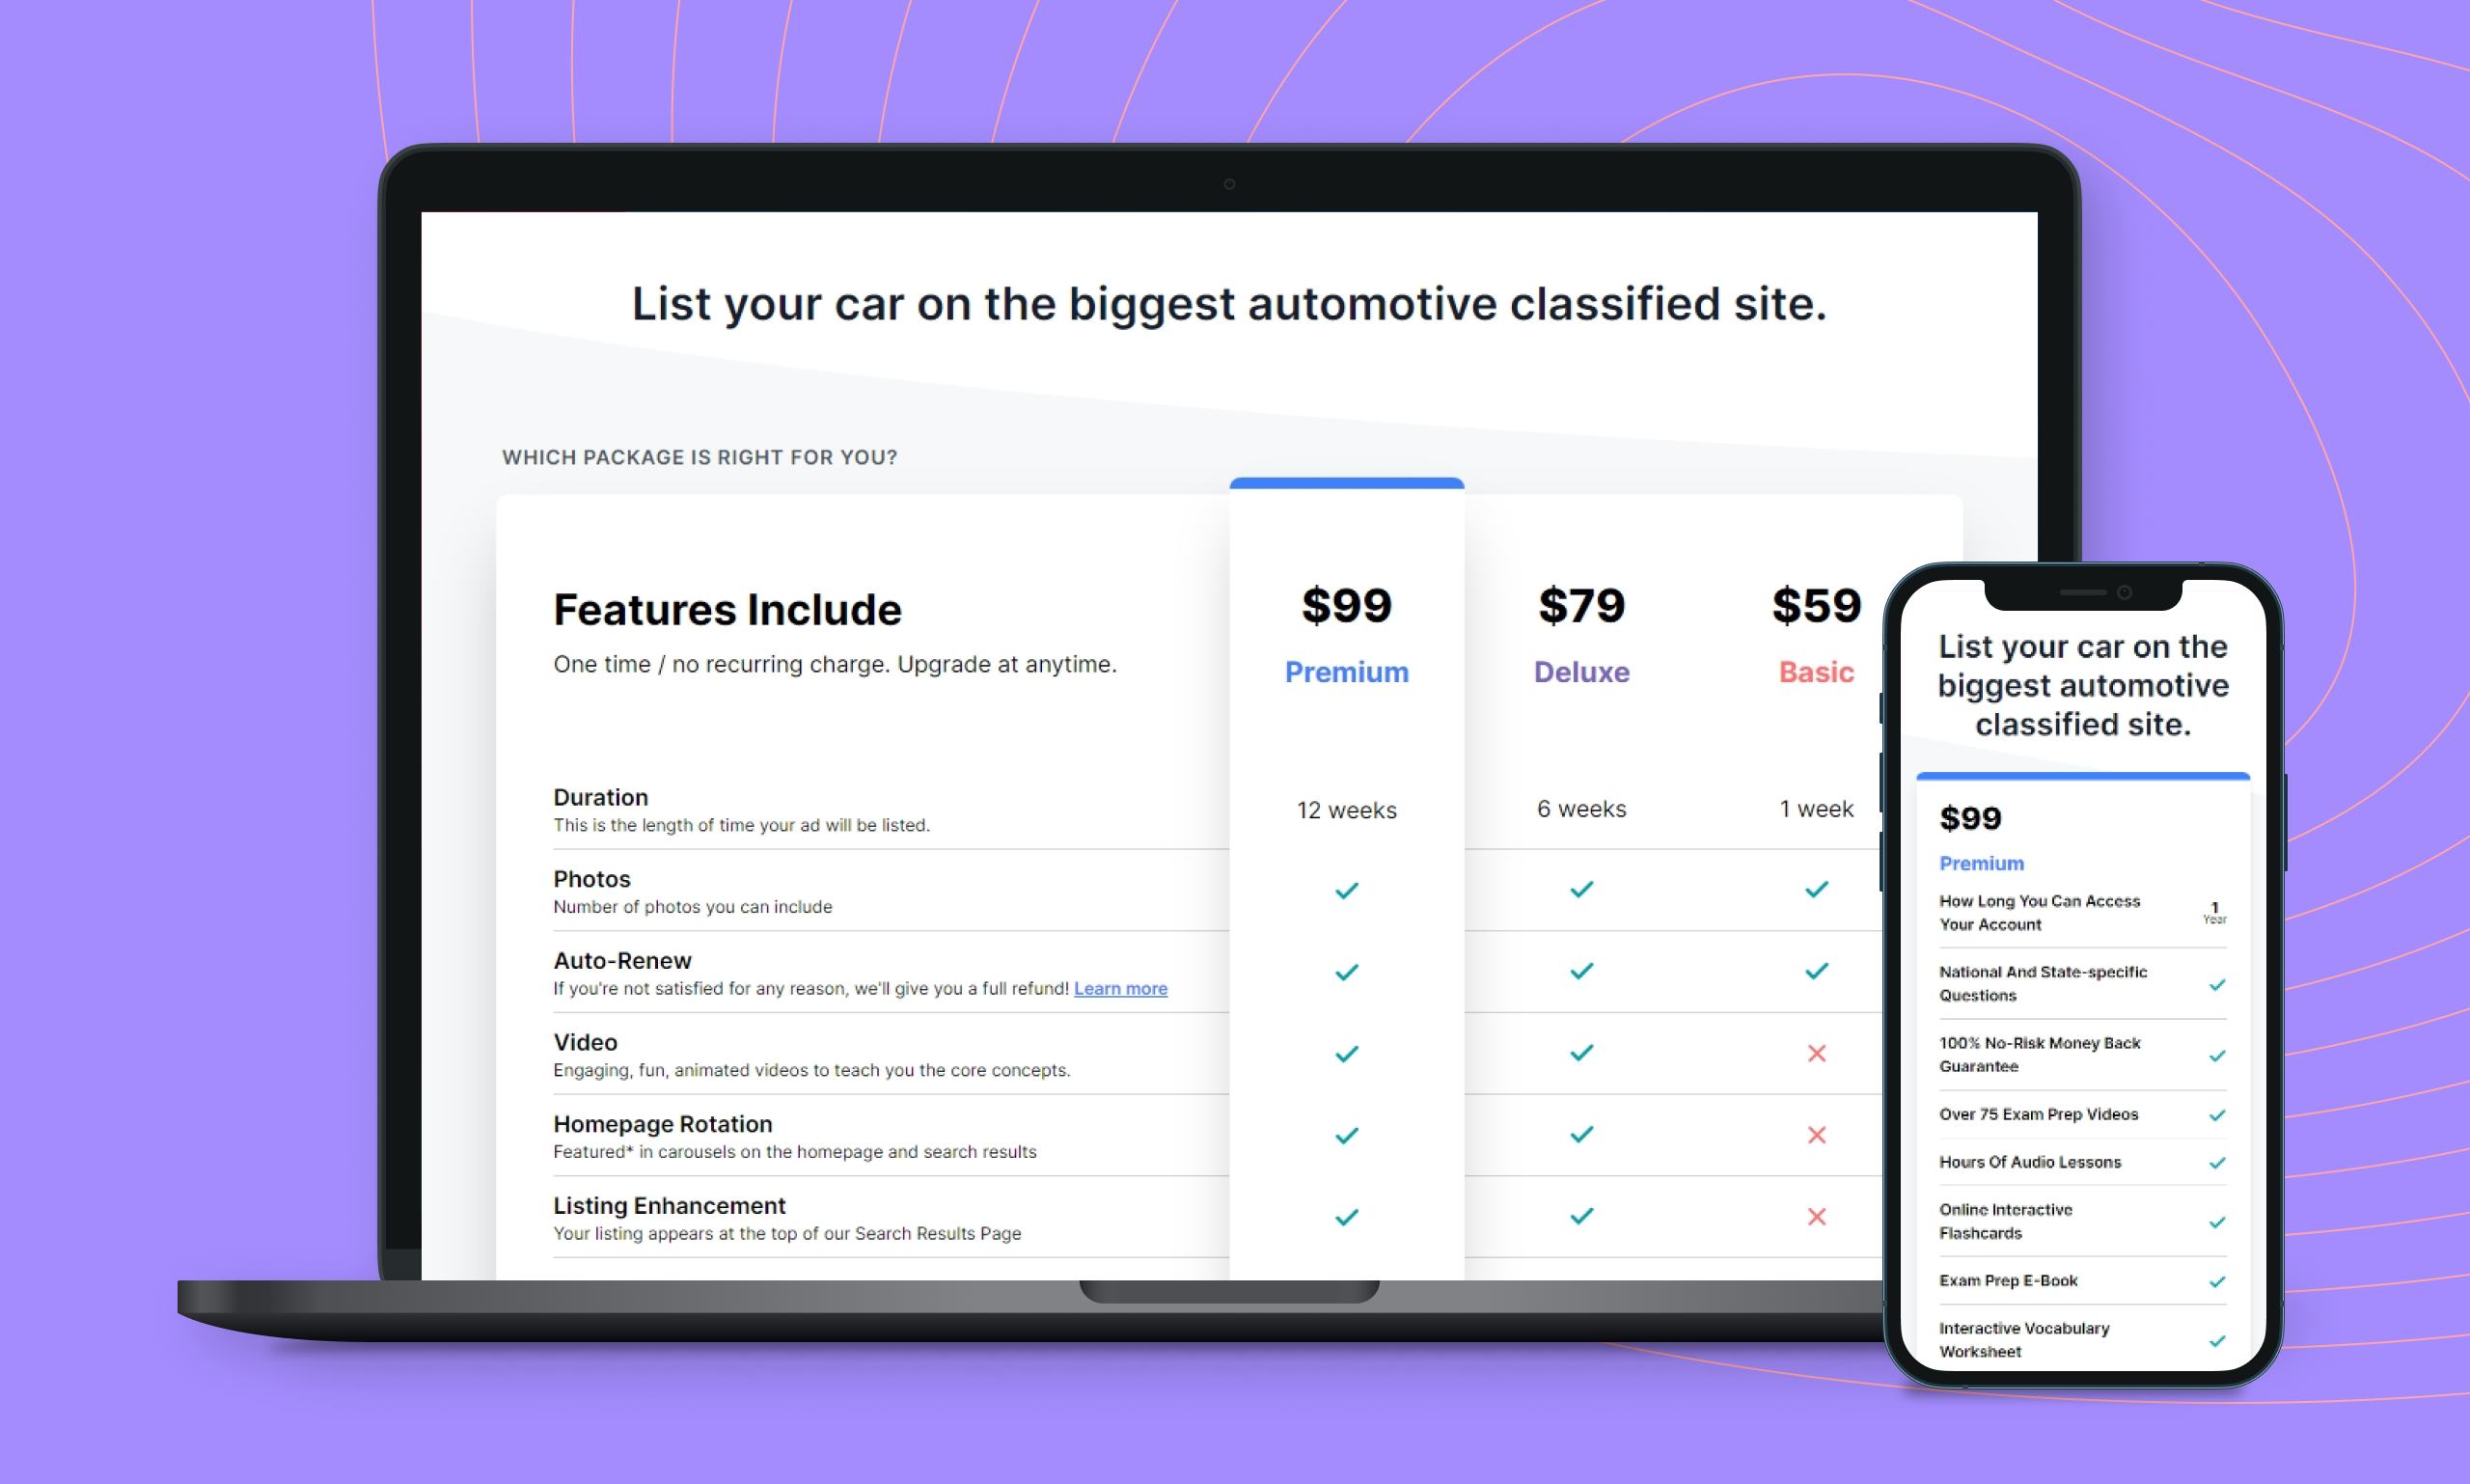 List your car on the biggest automotive classified site.
WHICH PACKAGE IS RIGHT FOR YOU?
Features Include
One time / no recurring charge. Upgrade at anytime.
$99
Premium
$79
Deluxe
$59
Basic
Duration
This is the length of time your ad will be listed.
12 weeks
6 weeks
1 week
Photos
Number of photos you can include
Auto-Renew
If you're not satisfied for any reason, we'll give you a full refund! Learn more
Video
Engaging, fun, animated videos to teach you the core concepts.
Homepage Rotation
Featured* in carousels on the homepage and search results
Listing Enhancement
Your listing appears at the top of our Search Results Page
List your car on the
biggest automotive
classified site.
$99
Premium
How Long You Can Access
Your Account
1
Year
National And State-specific
Questions
100% No-Risk Money Back
Guarantee
Over 75 Exam Prep Videos
Hours Of Audio Lessons
Online Interactive
Flashcards
Exam Prep E-Book
Interactive Vocabulary
Worksheet